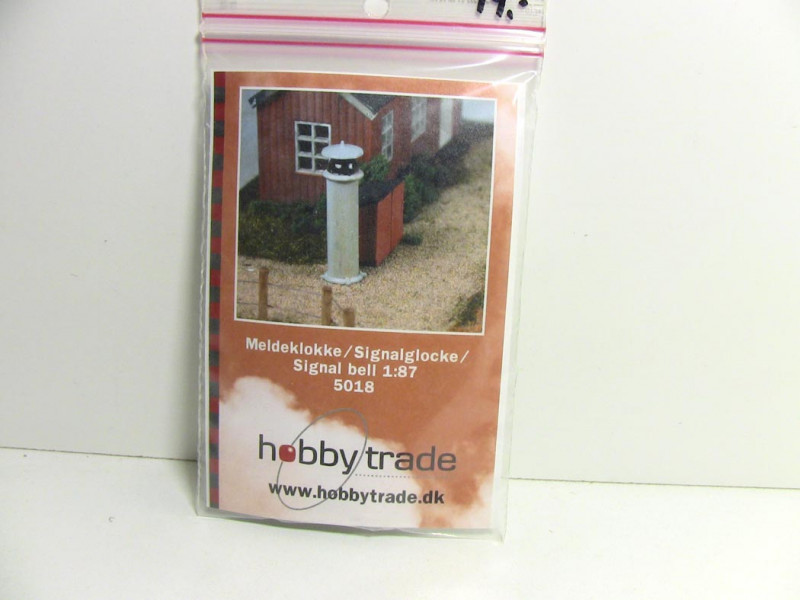 Meldeklokke/Signalglocke/
Signal bell 1:87
5018
hobby trade
www.hobbytrade.dk